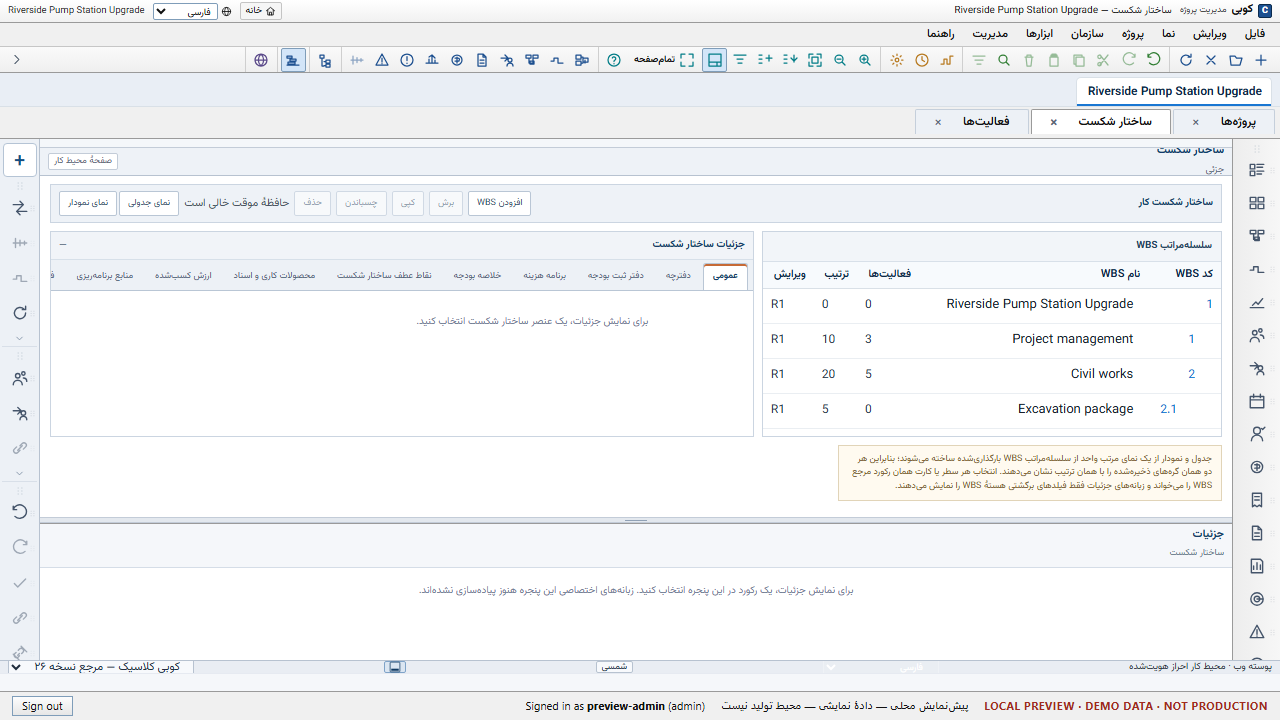 کوبی مدیریت پروژه ساختار شکست — Riverside Pump Station Upgrade
خانه
فارسی
Riverside Pump Station Upgrade
فایل ویرایش نما پروژه سازمان ابزارها مدیریت راهنما
تمام‌صفحه
Riverside Pump Station Upgrade
پروژه‌ها ×
ساختار شکست ×
فعالیت‌ها ×
ساختار شکست
جزئی
صفحهٔ محیط کار
ساختار شکست کار
افزودن WBS
برش
کپی
چسباندن
حذف
حافظهٔ موقت خالی است
نمای جدولی
نمای نمودار
سلسله‌مراتب WBS
کد WBS نام WBS فعالیت‌ها ترتیب ویرایش
1 Riverside Pump Station Upgrade 0 0 R1
1 Project management 3 10 R1
2 Civil works 5 20 R1
2.1 Excavation package 0 5 R1
جزئیات ساختار شکست
عمومی دفترچه دفتر ثبت بودجه برنامه هزینه خلاصه بودجه نقاط عطف ساختار شکست محصولات کاری و اسناد ارزش کسب‌شده منابع برنامه‌ریزی
برای نمایش جزئیات، یک عنصر ساختار شکست انتخاب کنید.
جدول و نمودار از یک نمای مرتب واحد از سلسله‌مراتب WBS بارگذاری‌شده ساخته می‌شوند؛ بنابراین هر
دو همان گره‌های ذخیره‌شده را با همان ترتیب نشان می‌دهند. انتخاب هر سطر یا کارت همان رکورد مرجع
WBS را می‌خواند و زبانه‌های جزئیات فقط فیلدهای برگشتی هستهٔ WBS را نمایش می‌دهند.
جزئیات
ساختار شکست
برای نمایش جزئیات، یک رکورد در این پنجره انتخاب کنید. زبانه‌های اختصاصی این پنجره هنوز پیاده‌سازی نشده‌اند.
پوسته وب · محیط کار احراز هویت‌شده
فارسی
شمسی
کوبی کلاسیک — مرجع نسخه ۲۶
LOCAL PREVIEW · DEMO DATA · NOT PRODUCTION
پیش‌نمایش محلی — دادهٔ نمایشی — محیط تولید نیست
Signed in as preview-admin (admin)
Sign out